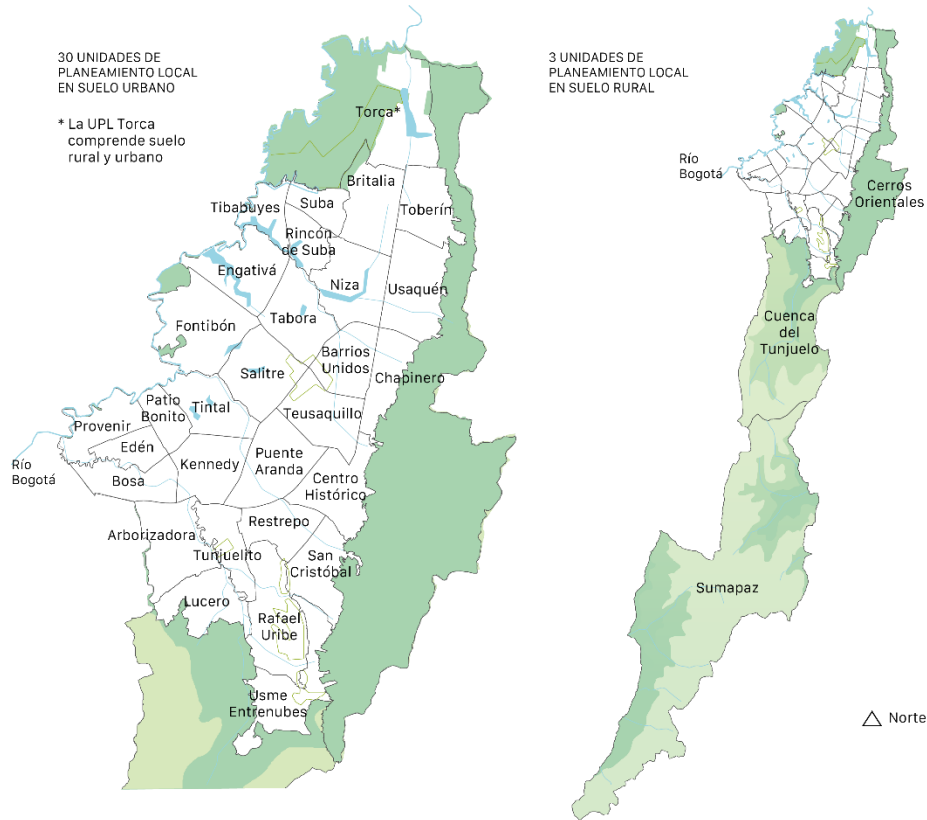 30 UNIDADES DE
PLANEAMIENTO LOCAL
EN SUELO URBANO
* La UPL Torca
comprende suelo
rural y urbano
Torca*
Britalia
Suba
Tibabuyes
Toberín
Rincón
de Suba
Engativá
Niza
Usaquén
Tabora
Fontibón
Barrios
Unidos
Salitre
Chapinero
Patio
Bonito
Tintal
Teusaquillo
Provenir
Edén
Puente
Aranda
Río
Bogotá
Kennedy
Bosa
Centro
Histórico
Restrepo
Arborizadora
Tunjuelito
San
Cristóbal
Lucero
Rafael
Uribe
Usme
Entrenubes
3 UNIDADES DE
PLANEAMIENTO LOCAL
EN SUELO RURAL
Río
Bogotá
Cerros
Orientales
Cuenca
del
Tunjuelo
Sumapaz
Norte